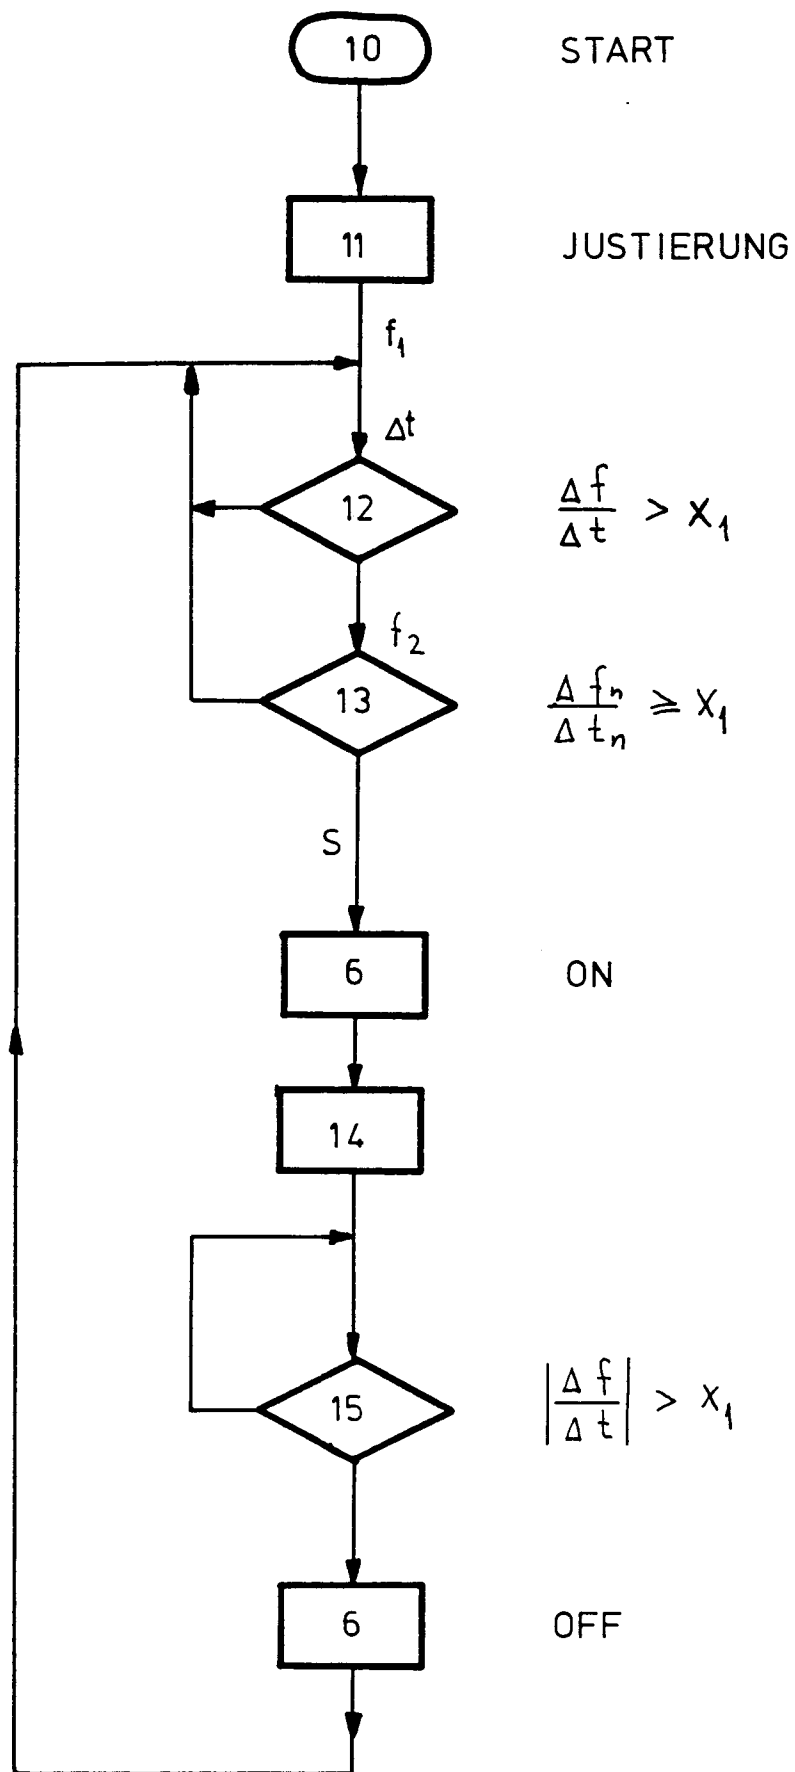 10 START
11 JUSTIERUNG
f₁
Δt
12 Δf/Δt > X₁
f₂
13 Δfₙ/Δtₙ ≥ X₁
S
6 ON
14
15 |Δf/Δt| > X₁
6 OFF